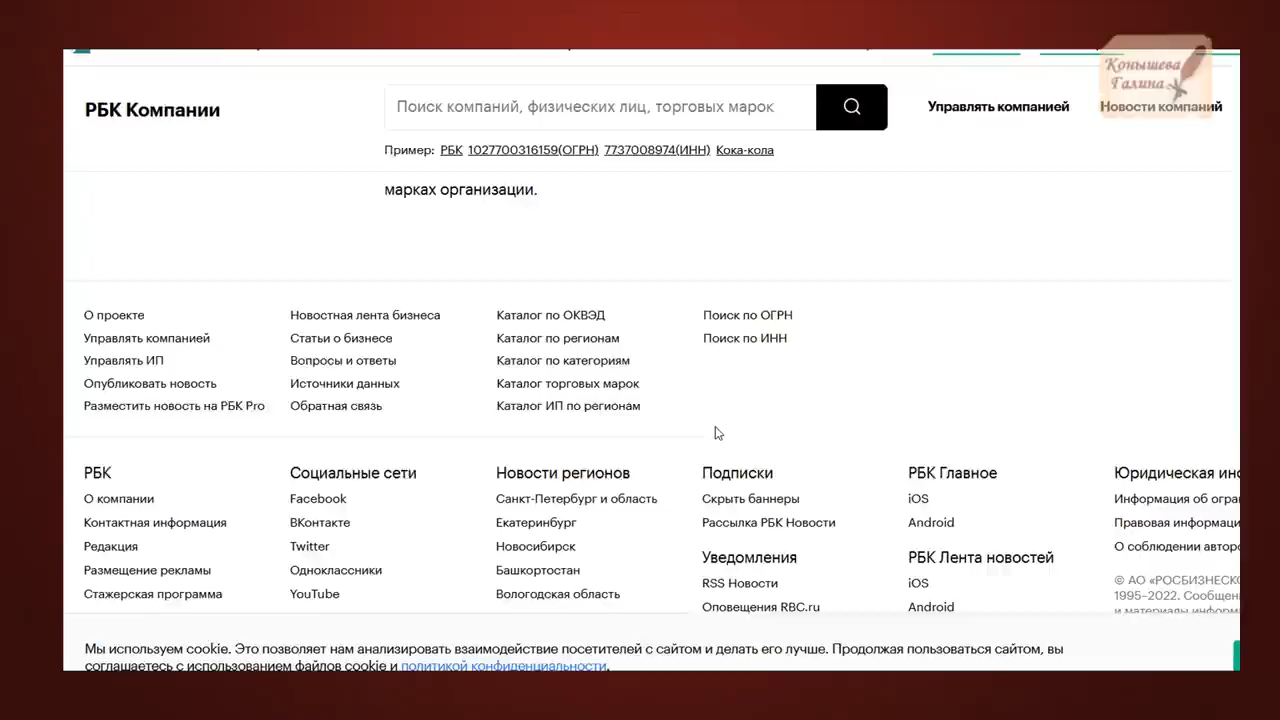 Конышева
Галина
РБК Компании
Поиск компаний, физических лиц, торговых марок
Управлять компанией
Новости компаний
Пример: РБК 1027700316159(ОГРН) 7737008974(ИНН) Кока-кола
марках организации.
О проекте
Управлять компанией
Управлять ИП
Опубликовать новость
Разместить новость на РБК Pro
Новостная лента бизнеса
Статьи о бизнесе
Вопросы и ответы
Источники данных
Обратная связь
Каталог по ОКВЭД
Каталог по регионам
Каталог по категориям
Каталог торговых марок
Каталог ИП по регионам
Поиск по ОГРН
Поиск по ИНН
РБК
О компании
Контактная информация
Редакция
Размещение рекламы
Стажерская программа
Социальные сети
Facebook
ВКонтакте
Twitter
Одноклассники
YouTube
Новости регионов
Санкт-Петербург и область
Екатеринбург
Новосибирск
Башкортостан
Вологодская область
Подписки
Скрыть баннеры
Рассылка РБК Новости
Уведомления
RSS Новости
Оповещения RBC.ru
РБК Главное
iOS
Android
РБК Лента новостей
iOS
Android
Юридическая
Информация об
Правовая
О соблюдении
© АО
1995–2022.
и материалы
Мы используем cookie. Это позволяет нам анализировать взаимодействие посетителей с сайтом и делать его лучше. Продолжая пользоваться сайтом, вы
соглашаетесь с использованием файлов cookie и политикой конфиденциальности.